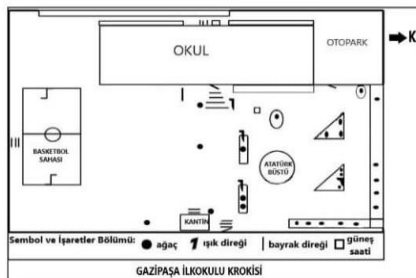 OKUL
OTOPARK
K
BASKETBOL
SAHASI
ATATÜRK
BÜSTÜ
KANTİN
Sembol ve İşaretler Bölümü: ağaç ışık direği bayrak direği güneş
saati
GAZİPAŞA İLKOKULU KROKİSİ